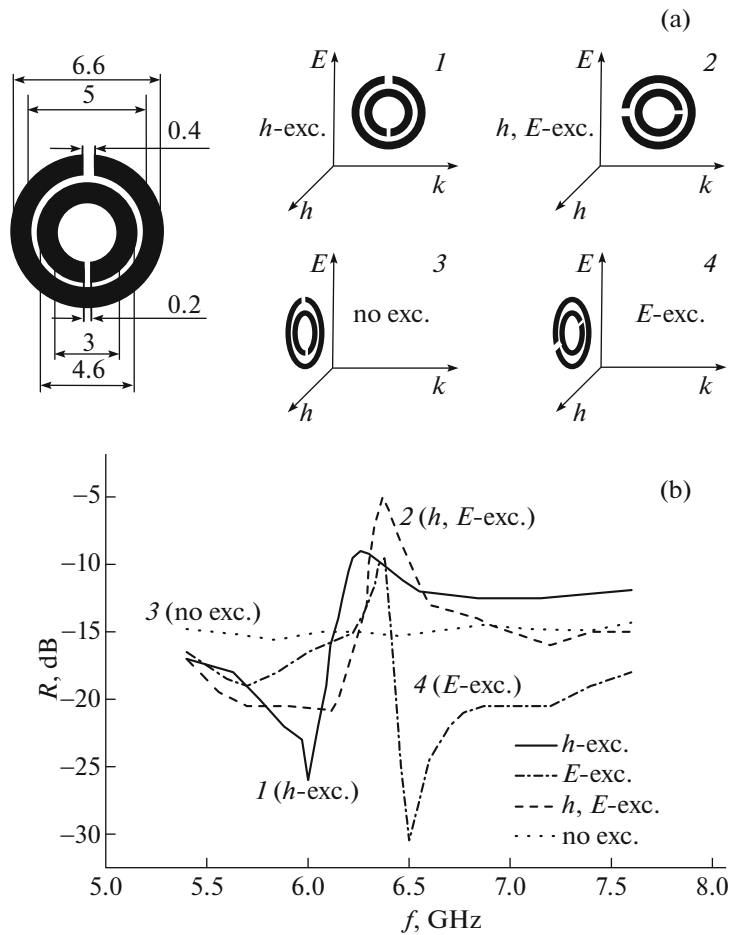 (a)
6.6
5
0.4
0.2
3
4.6
E
1
h-exc.
k
h
E
2
h, E-exc.
k
h
E
3
no exc.
k
h
E
4
E-exc.
k
h
(b)
R, dB
−5
−10
−15
−20
−25
−30
2 (h, E-exc.)
3 (no exc.)
4 (E-exc.)
1 (h-exc.)
h-exc.
E-exc.
h, E-exc.
no exc.
5.0 5.5 6.0 6.5 7.0 7.5 8.0
f, GHz